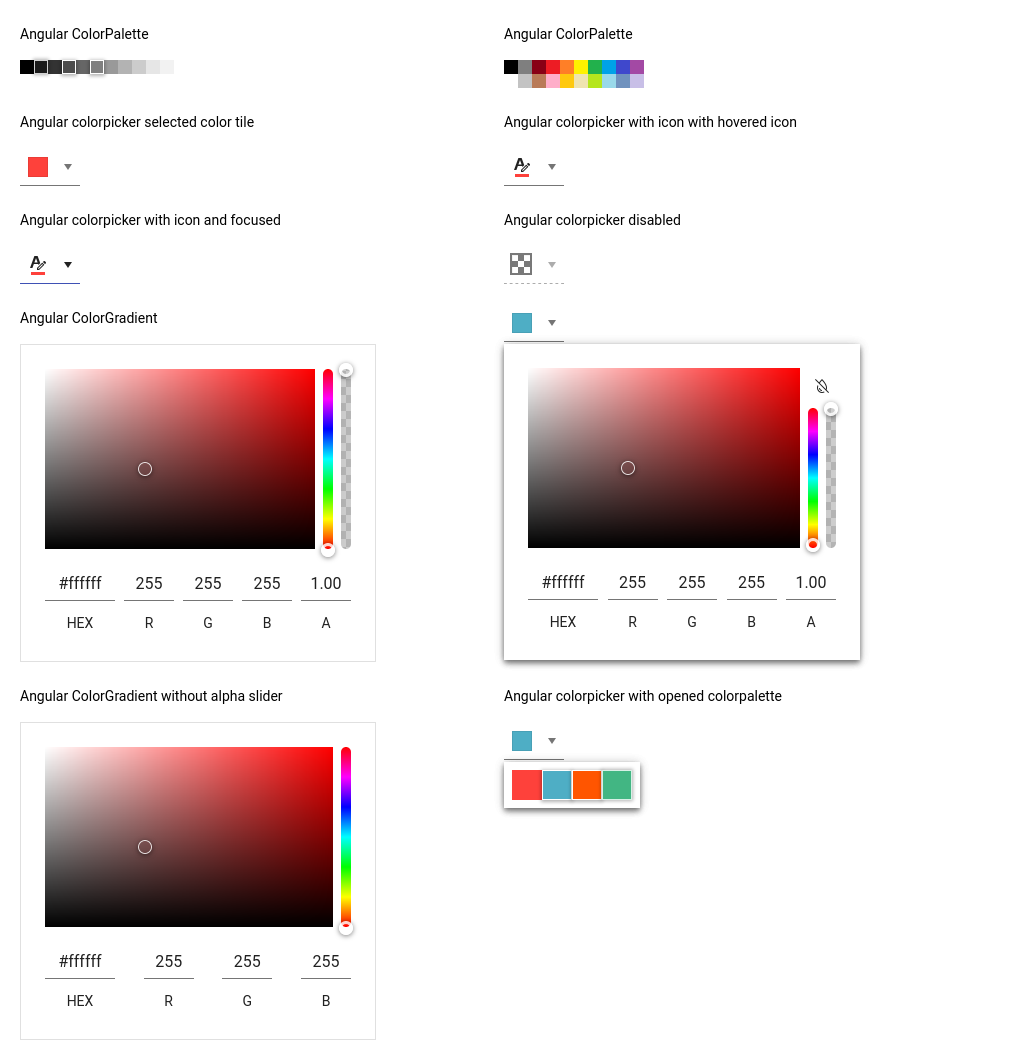 Angular ColorPalette
Angular ColorPalette
Angular colorpicker selected color tile
Angular colorpicker with icon with hovered icon
Angular colorpicker with icon and focused
Angular colorpicker disabled
Angular ColorGradient
#ffffff 255 255 255 1.00
HEX R G B A
#ffffff 255 255 255 1.00
HEX R G B A
Angular ColorGradient without alpha slider
Angular colorpicker with opened colorpalette
#ffffff 255 255 255
HEX R G B